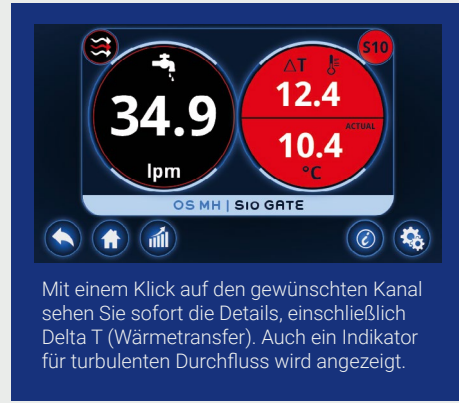 S10
ΔT
34.9
lpm
12.4
ACTUAL
10.4
°C
OS MH | S10 GATE
Mit einem Klick auf den gewünschten Kanal
sehen Sie sofort die Details, einschließlich
Delta T (Wärmetransfer). Auch ein Indikator
für turbulenten Durchfluss wird angezeigt.